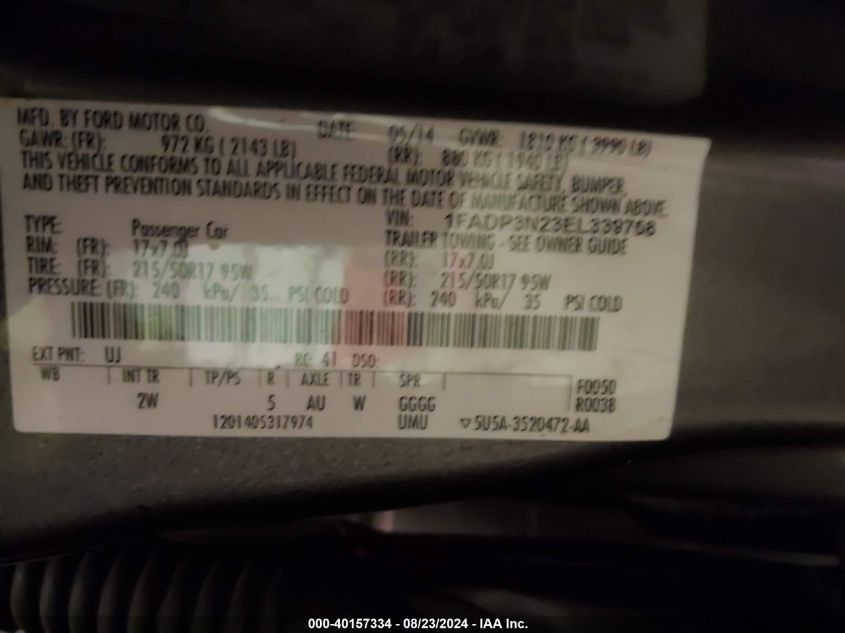 MFD. BY FORD MOTOR CO. DATE: 05/14 GVWR: 1810 KG ( 3990 LB)
GAWR: (FR): 972 KG ( 2143 LB) (RR): 880 KG ( 1940 LB)
THIS VEHICLE CONFORMS TO ALL APPLICABLE FEDERAL MOTOR VEHICLE SAFETY, BUMPER,
AND THEFT PREVENTION STANDARDS IN EFFECT ON THE DATE OF MANUFACTURE SHOWN ABOVE.
VIN: 1FADP3N23EL339758
TYPE: Passenger Car TRAILER TOWING - SEE OWNER GUIDE
RIM: (FR): 17x7.0J (RR): 17x7.0J
TIRE: (FR): 215/50R17 95W (RR): 215/50R17 95W
PRESSURE: (FR): 240 kPa/ 35 PSI COLD (RR): 240 kPa/ 35 PSI COLD
EXT PNT: UJ RC: 41 DSO:
WB INT TR TP/PS R AXLE TR SPR F0050
2W 5 AU W GGGG R0038
1201405317974 UMU ▽5U5A-3520472-AA
000-40157334 - 08/23/2024 - IAA Inc.